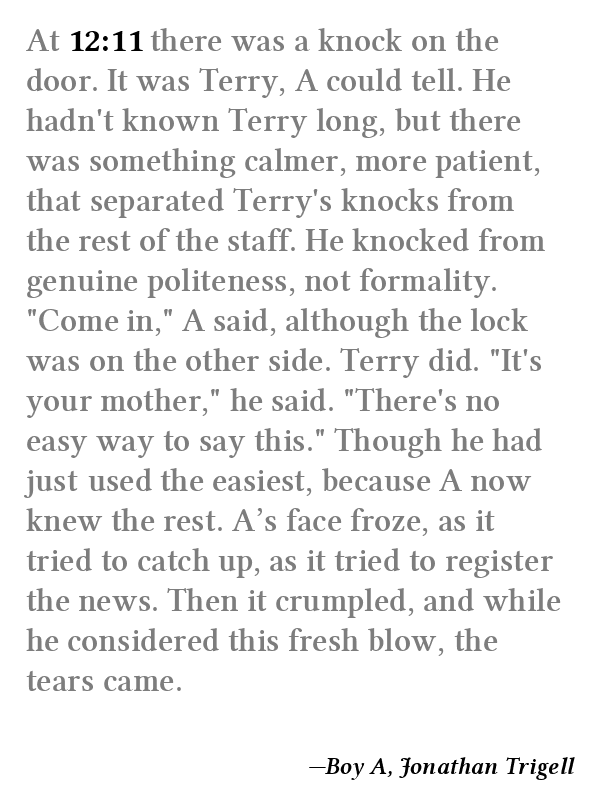 At 12:11 there was a knock on the
door. It was Terry, A could tell. He
hadn't known Terry long, but there
was something calmer, more patient,
that separated Terry's knocks from
the rest of the staff. He knocked from
genuine politeness, not formality.
"Come in," A said, although the lock
was on the other side. Terry did. "It's
your mother," he said. "There's no
easy way to say this." Though he had
just used the easiest, because A now
knew the rest. A’s face froze, as it
tried to catch up, as it tried to register
the news. Then it crumpled, and while
he considered this fresh blow, the
tears came.
—Boy A, Jonathan Trigell